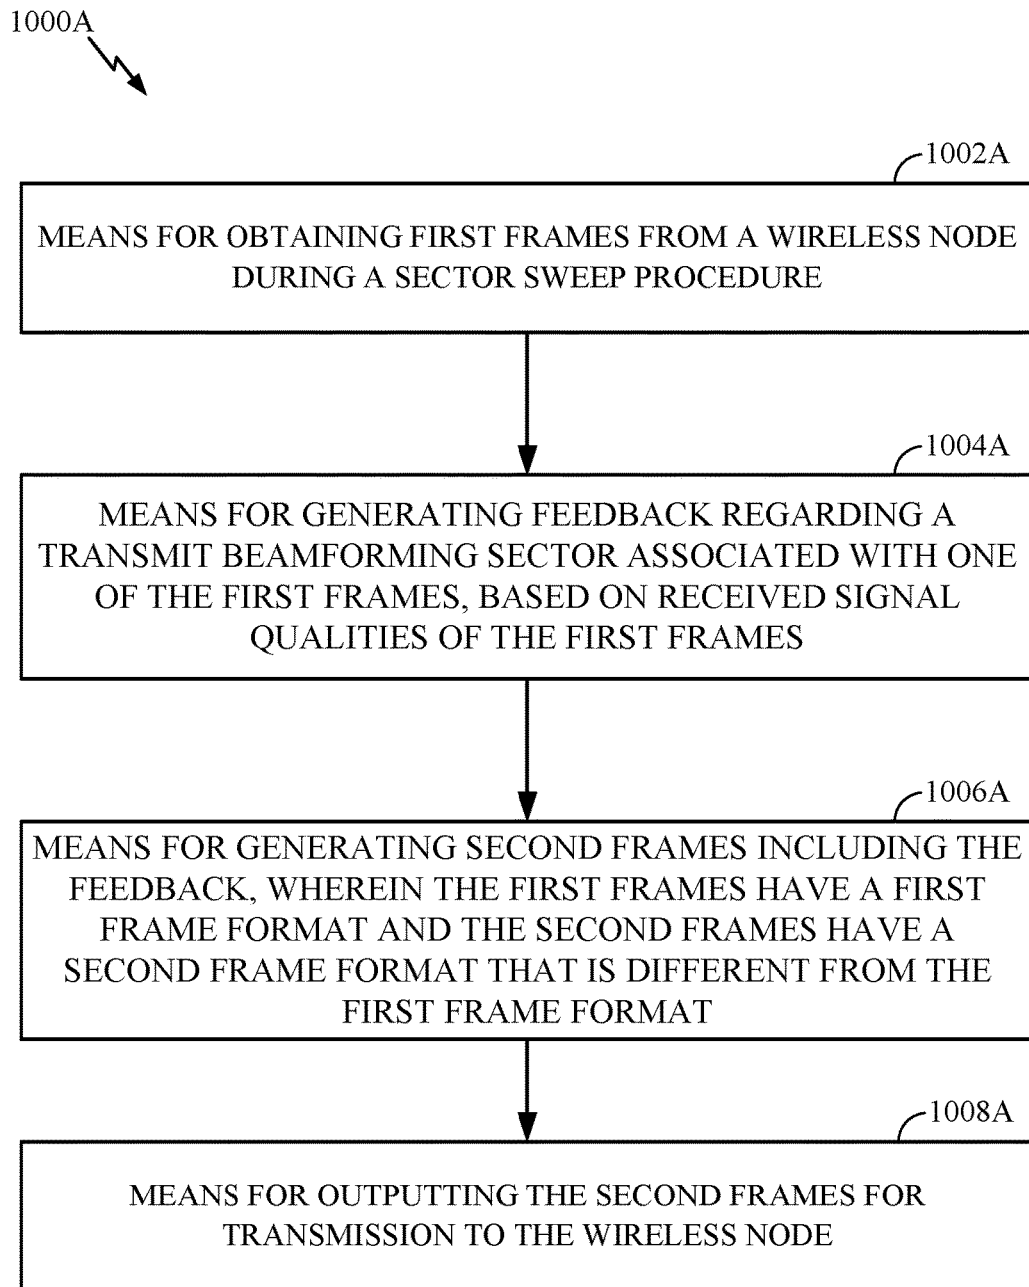 1000A
1002A
MEANS FOR OBTAINING FIRST FRAMES FROM A WIRELESS NODE
DURING A SECTOR SWEEP PROCEDURE
1004A
MEANS FOR GENERATING FEEDBACK REGARDING A
TRANSMIT BEAMFORMING SECTOR ASSOCIATED WITH ONE
OF THE FIRST FRAMES, BASED ON RECEIVED SIGNAL
QUALITIES OF THE FIRST FRAMES
1006A
MEANS FOR GENERATING SECOND FRAMES INCLUDING THE
FEEDBACK, WHEREIN THE FIRST FRAMES HAVE A FIRST
FRAME FORMAT AND THE SECOND FRAMES HAVE A
SECOND FRAME FORMAT THAT IS DIFFERENT FROM THE
FIRST FRAME FORMAT
1008A
MEANS FOR OUTPUTTING THE SECOND FRAMES FOR
TRANSMISSION TO THE WIRELESS NODE